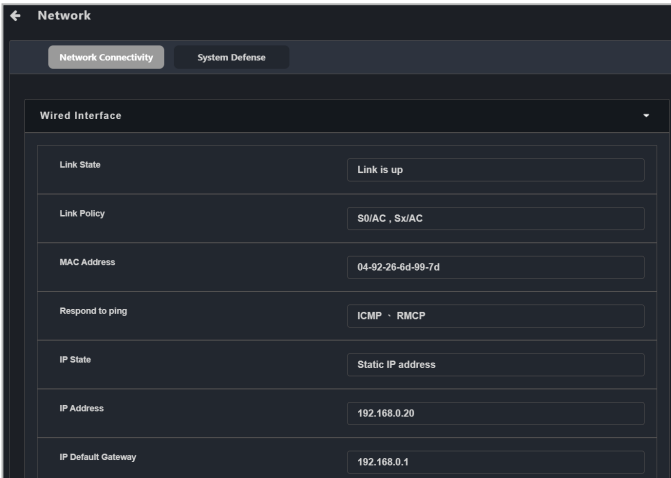 Network
Network Connectivity System Defense
Wired Interface
Link State Link is up
Link Policy S0/AC , Sx/AC
MAC Address 04-92-26-6d-99-7d
Respond to ping ICMP 、 RMCP
IP State Static IP address
IP Address 192.168.0.20
IP Default Gateway 192.168.0.1